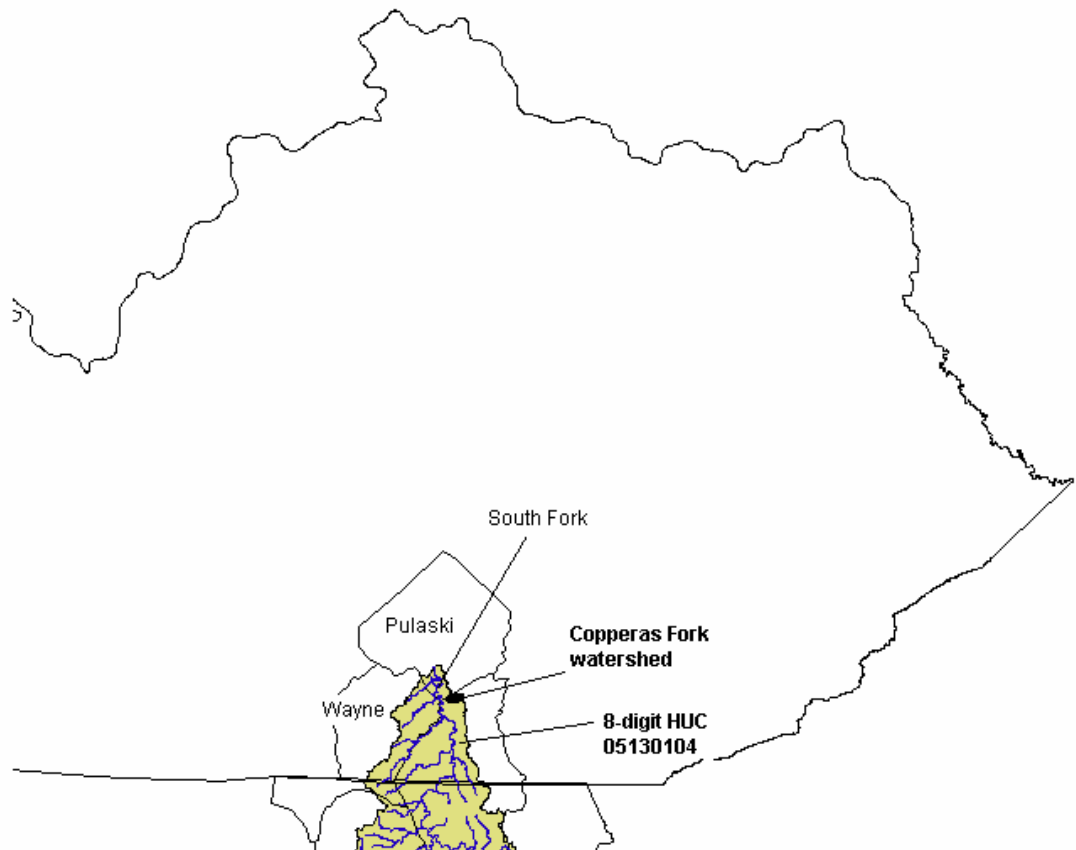 South Fork
Pulaski
Copperas Fork
watershed
Wayne
8-digit HUC
05130104